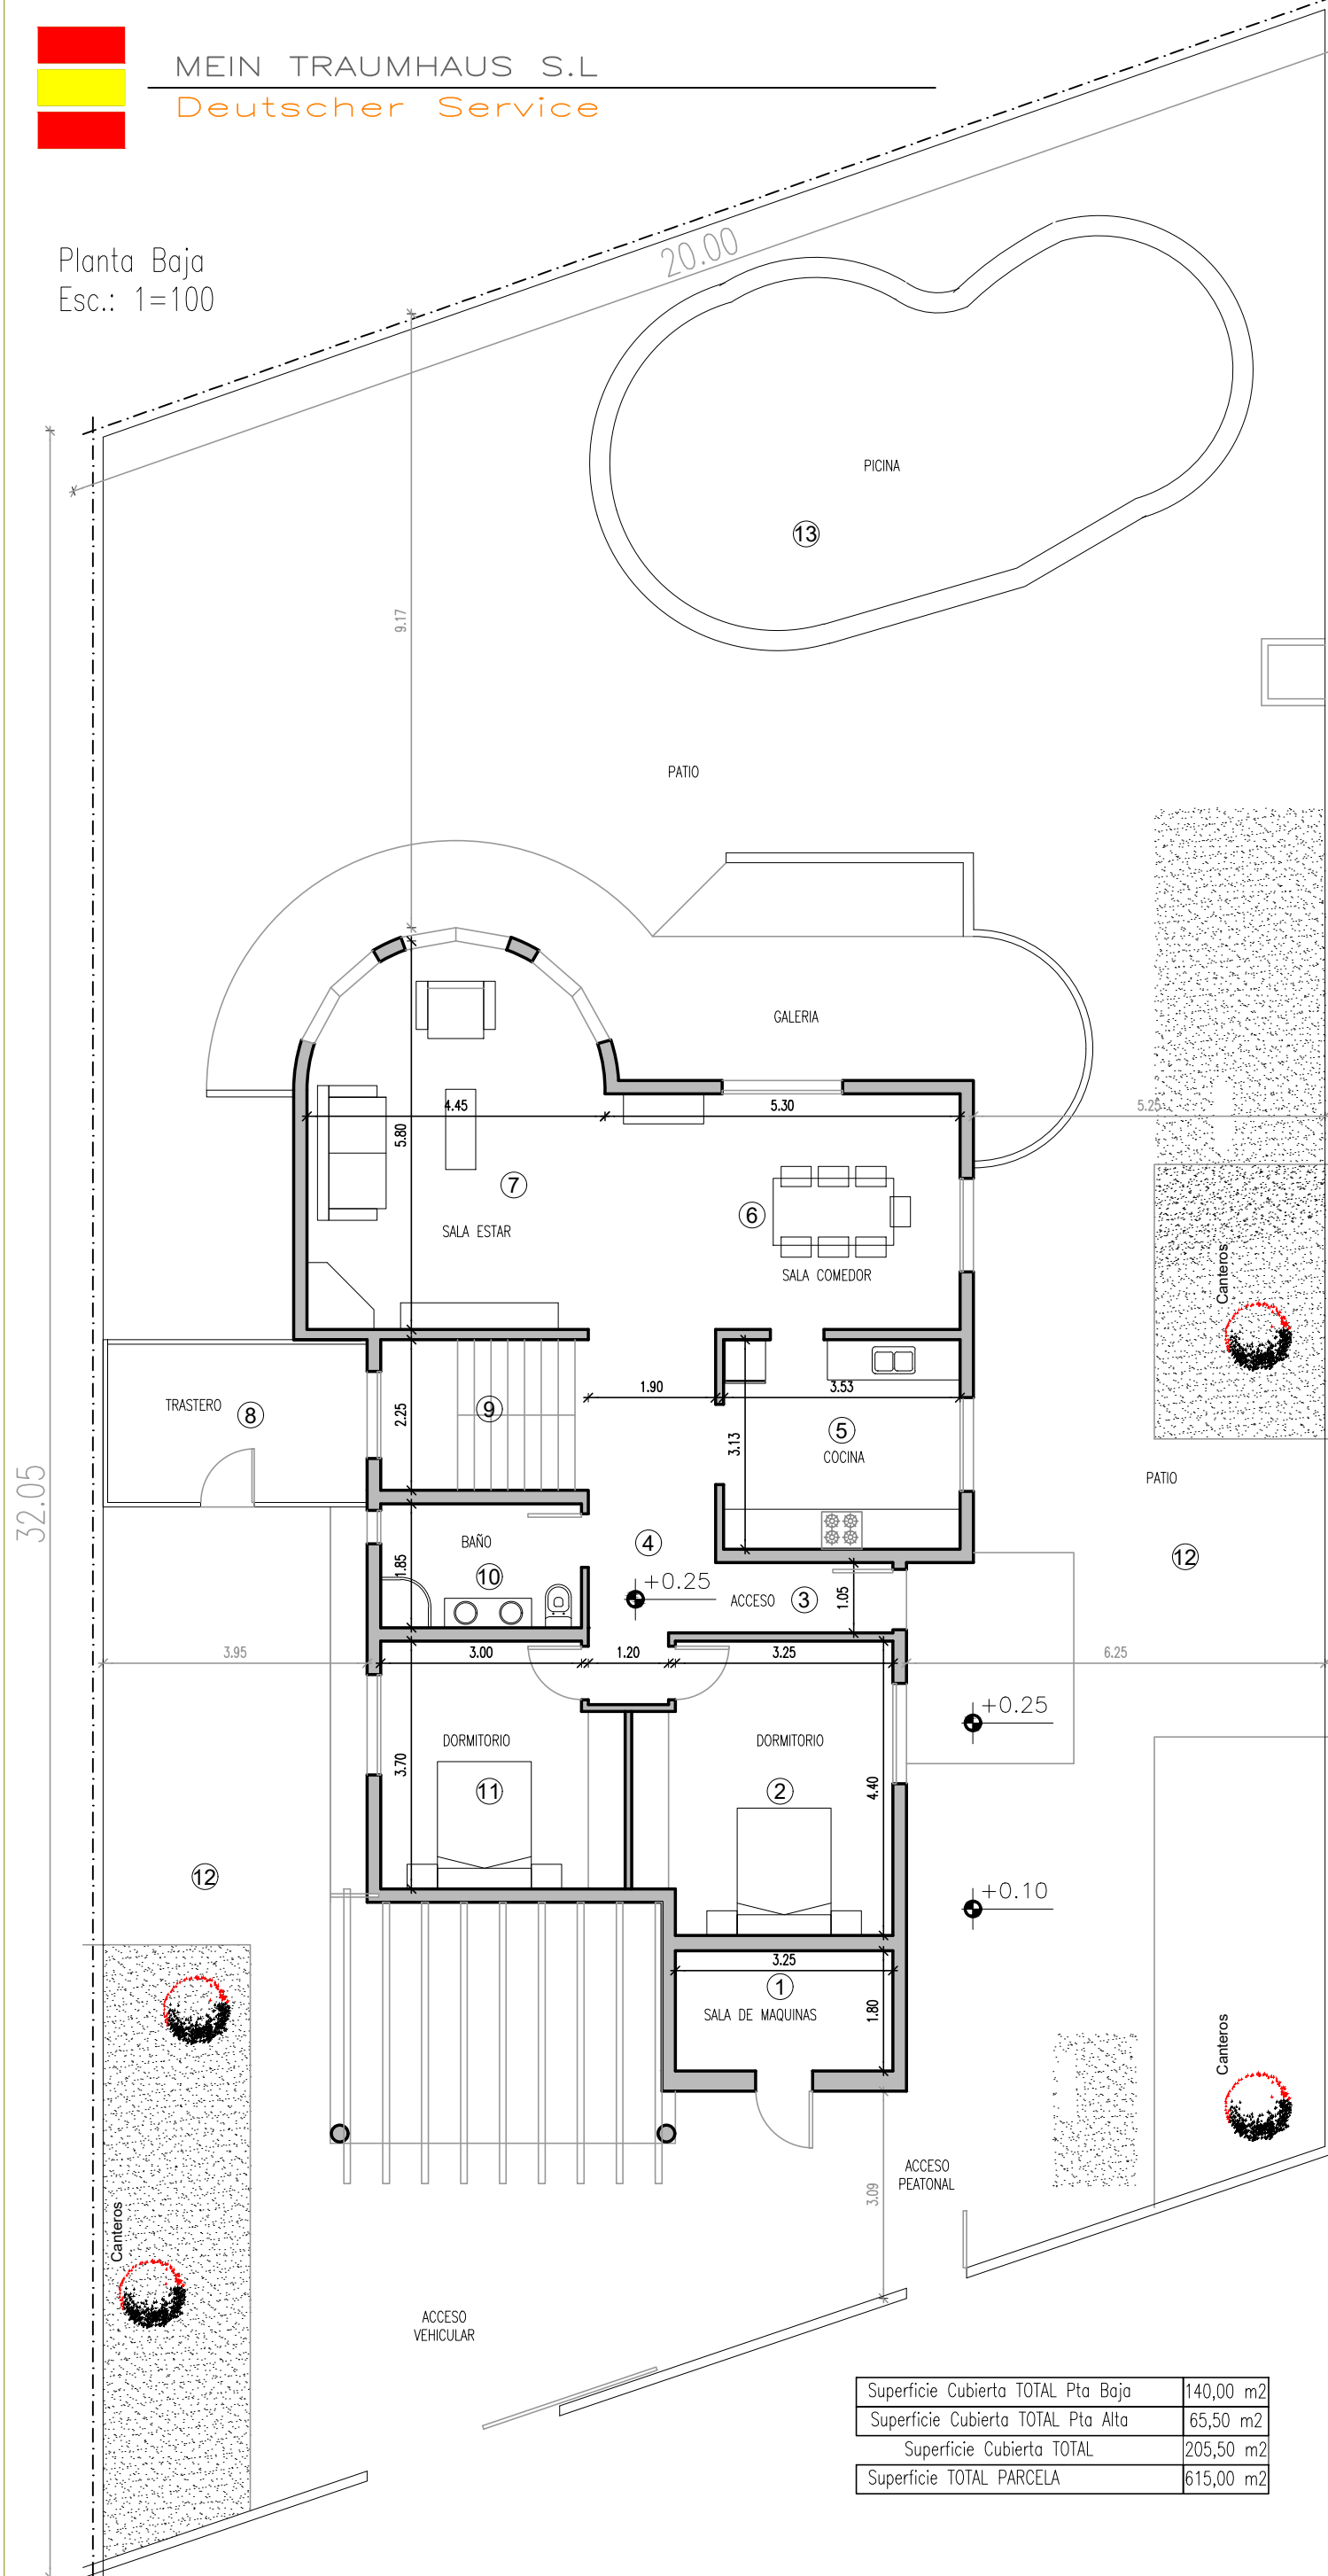 MEIN TRAUMHAUS S.L
Deutscher Service
Planta Baja
Esc.: 1=100
20.00
PICINA
13
9.17
PATIO
GALERIA
4.45
5.30
5.25
5.80
7
6
SALA ESTAR
SALA COMEDOR
Canteros
1.90
3.53
TRASTERO
8
9
2.25
5
3.13
COCINA
PATIO
32.05
BAÑO
4
12
10
1.85
+0.25
ACCESO
3
1.05
3.95
3.00
1.20
3.25
6.25
+0.25
DORMITORIO
DORMITORIO
3.70
11
2
4.40
12
+0.10
3.25
1
SALA DE MAQUINAS
1.80
Canteros
ACCESO
PEATONAL
3.09
Canteros
ACCESO
VEHICULAR
Superficie Cubierta TOTAL Pta Baja 140,00 m2
Superficie Cubierta TOTAL Pta Alta 65,50 m2
Superficie Cubierta TOTAL 205,50 m2
Superficie TOTAL PARCELA 615,00 m2